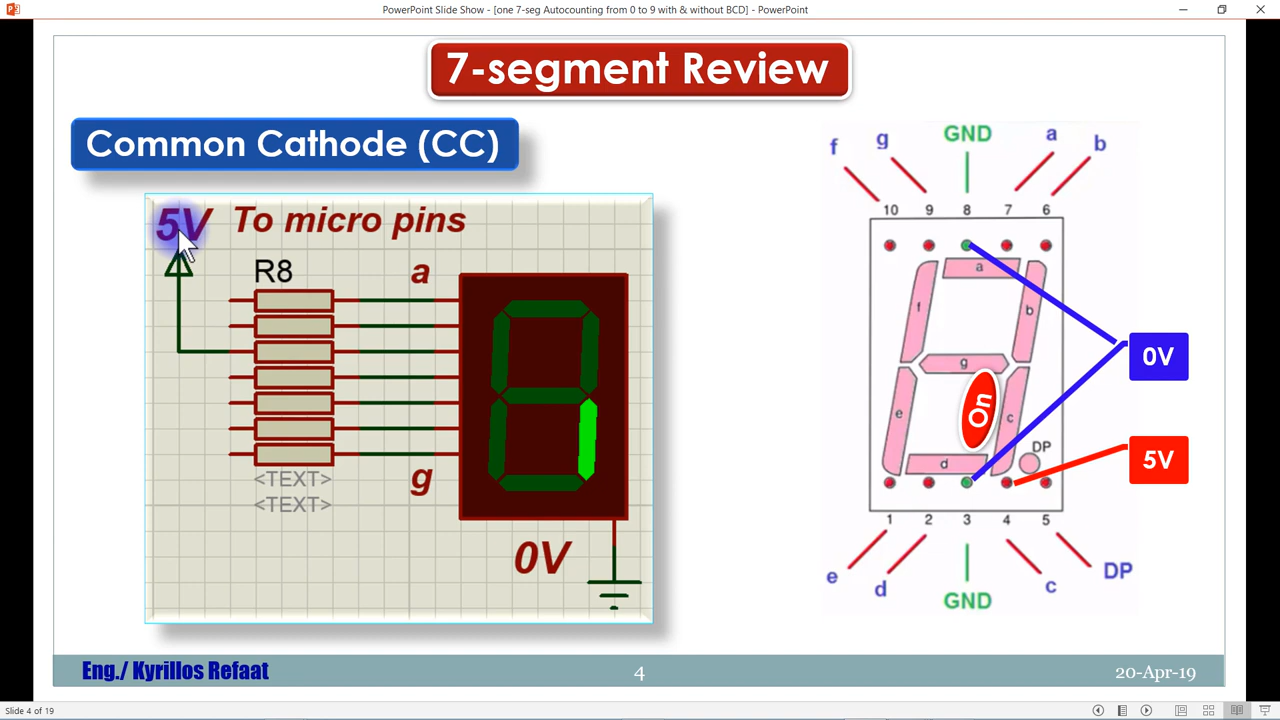 PowerPoint Slide Show - [one 7-seg Autocounting from 0 to 9 with & without BCD] - PowerPoint
7-segment Review
Common Cathode (CC)
5V To micro pins
R8
a
<TEXT>
<TEXT>
g
0V
f g GND a b
10 9 8 7 6
a
f
b
g
0V
On
e
c
DP
d
5V
1 2 3 4 5
e d GND c DP
Eng./ Kyrillos Refaat
4
20-Apr-19
Slide 4 of 19